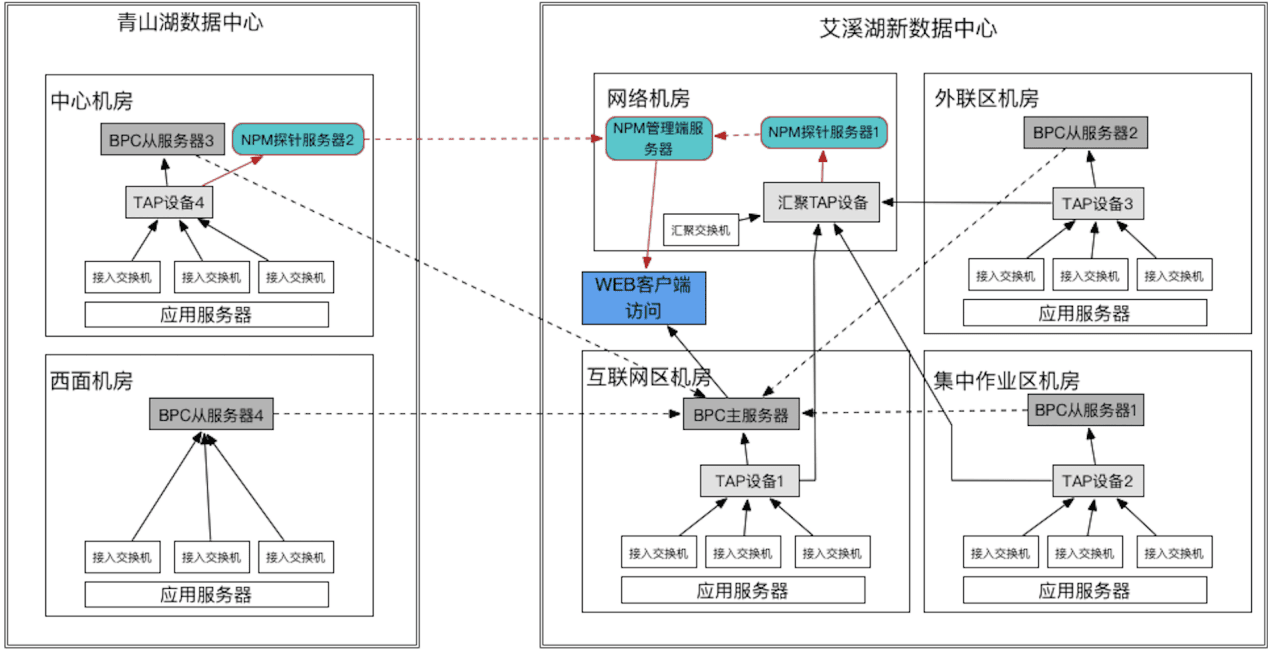 青山湖数据中心
中心机房
BPC从服务器3
NPM探针服务器2
TAP设备4
接入交换机
接入交换机
接入交换机
应用服务器
西面机房
BPC从服务器4
接入交换机
接入交换机
接入交换机
应用服务器
艾溪湖新数据中心
网络机房
NPM管理端服
务器
NPM探针服务器1
汇聚TAP设备
汇聚交换机
WEB客户端
访问
外联区机房
BPC从服务器2
TAP设备3
接入交换机
接入交换机
接入交换机
应用服务器
互联网区机房
BPC主服务器
TAP设备1
接入交换机
接入交换机
接入交换机
应用服务器
集中作业区机房
BPC从服务器1
TAP设备2
接入交换机
接入交换机
接入交换机
应用服务器